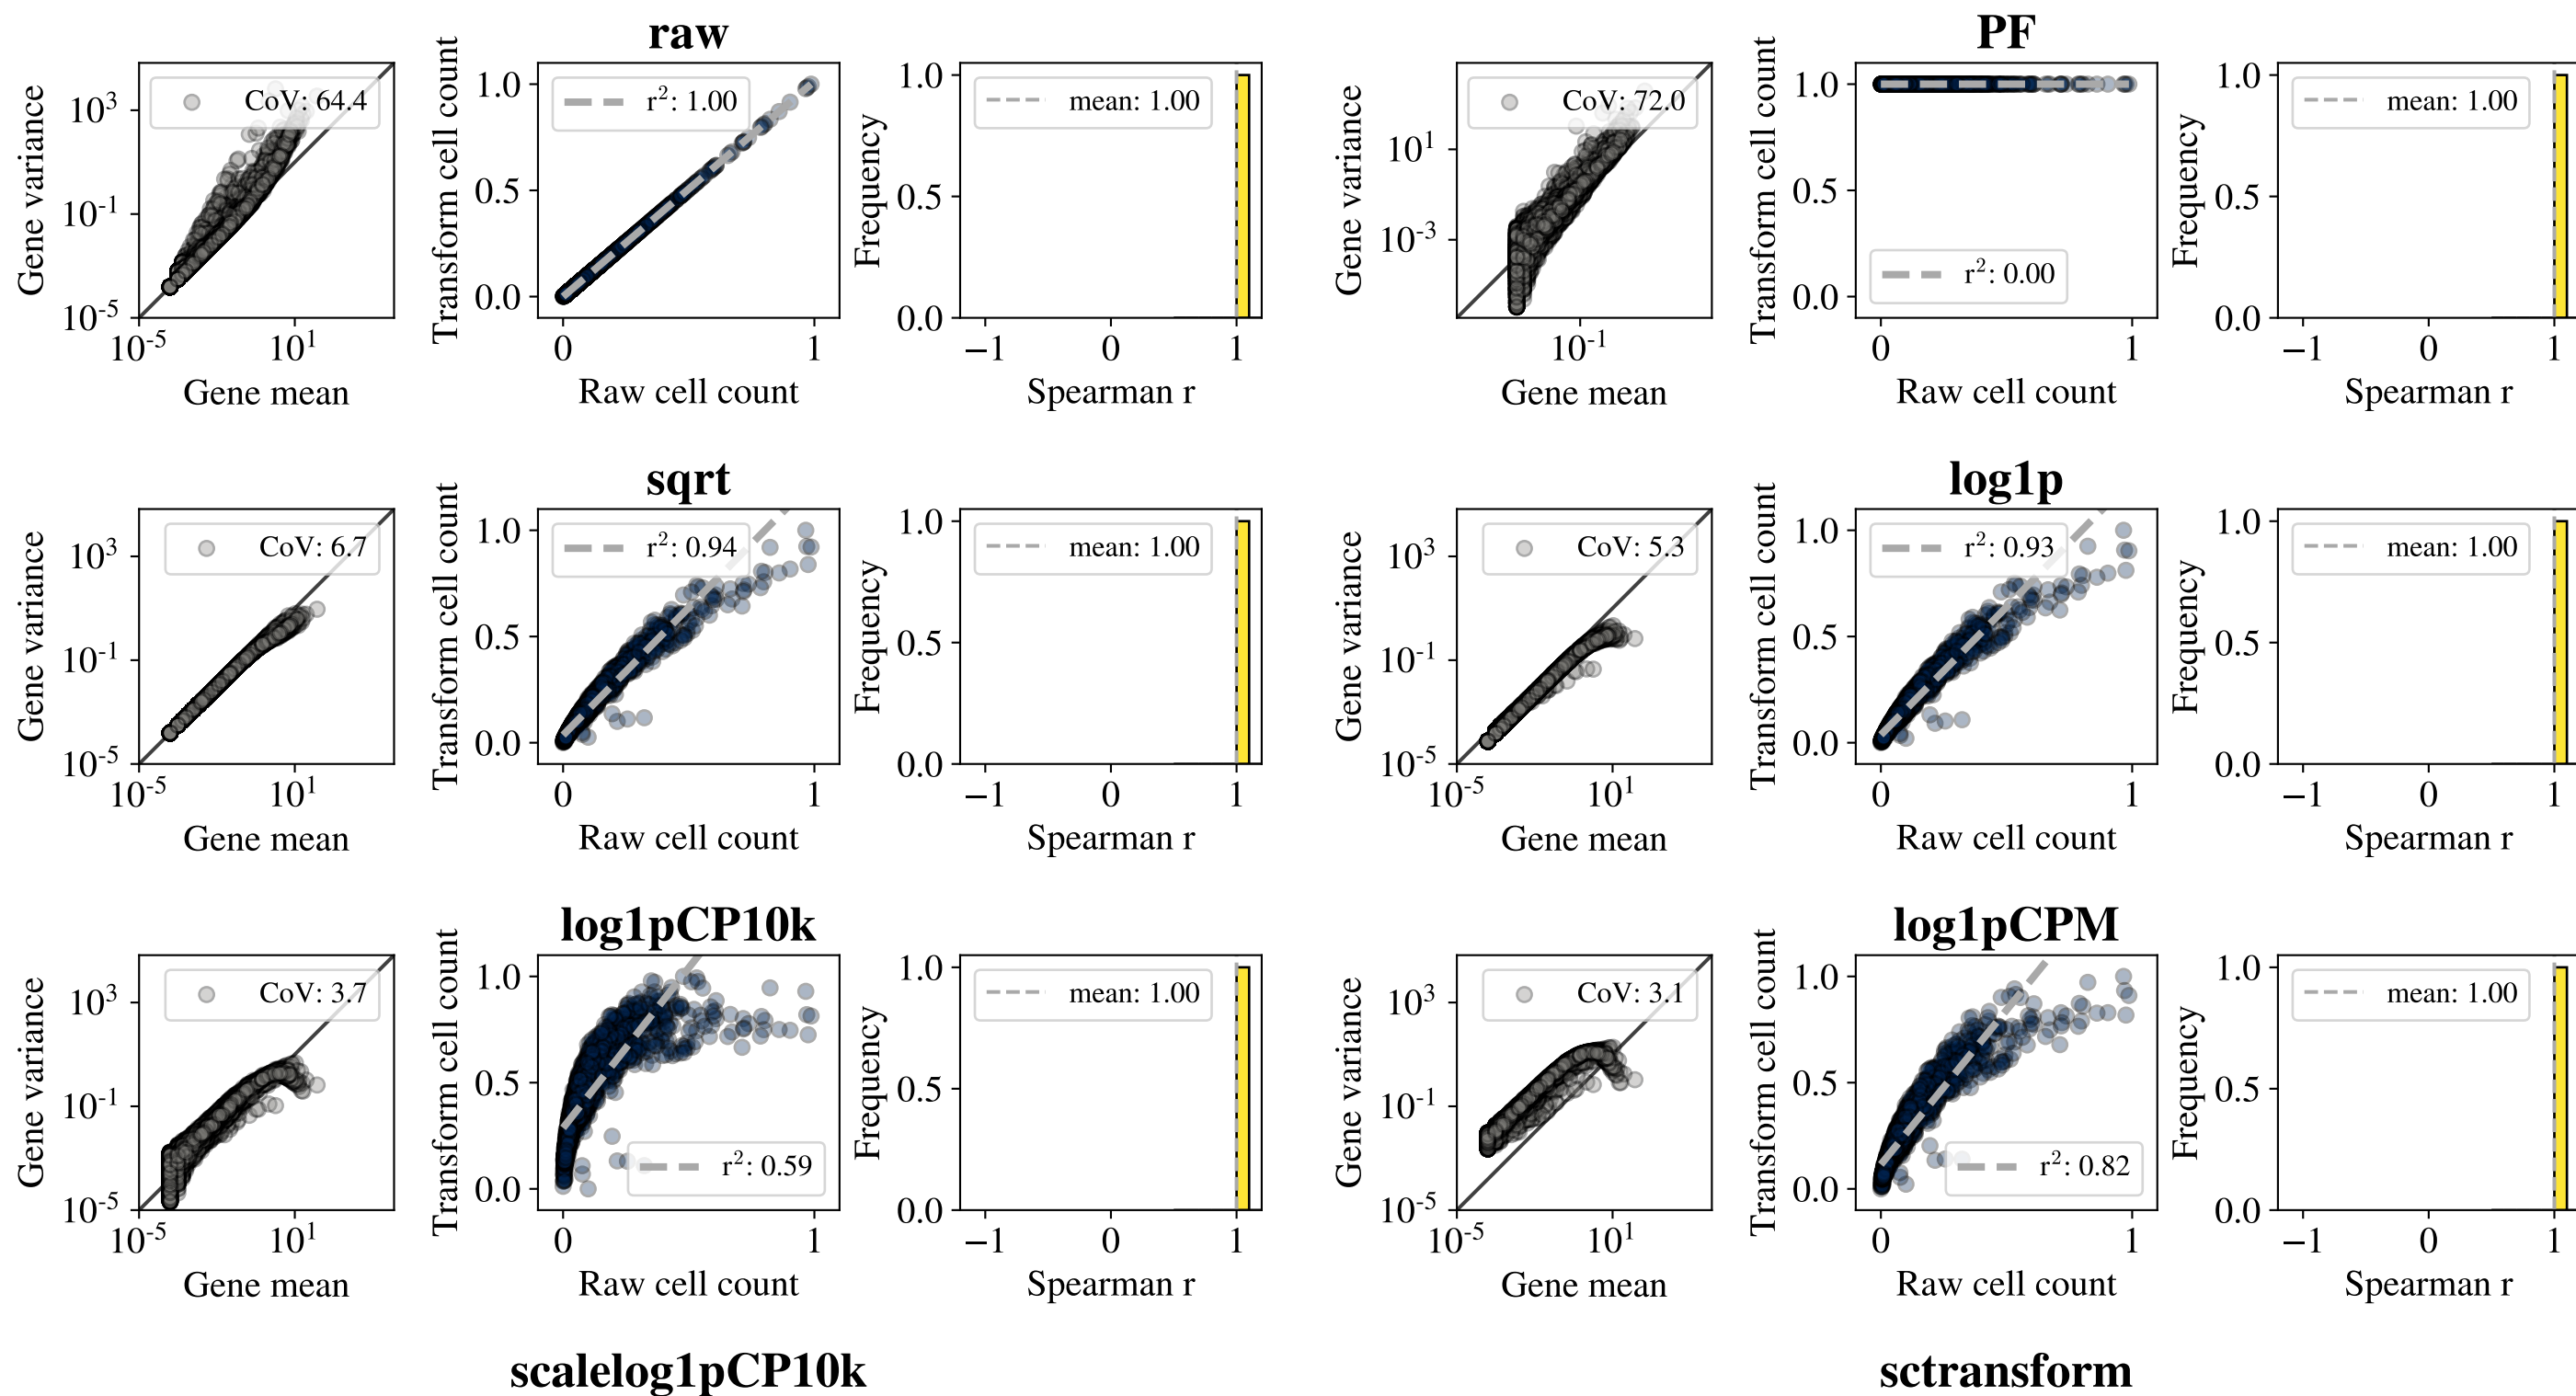 raw
Gene variance
10³
10⁻¹
10⁻⁵
CoV: 64.4
10⁻⁵
10¹
Gene mean
Transform cell count
1.0
0.5
0.0
r²: 1.00
0
1
Raw cell count
Frequency
1.0
0.5
0.0
mean: 1.00
−1
0
1
Spearman r
PF
Gene variance
10¹
10⁻³
CoV: 72.0
10⁻¹
Gene mean
Transform cell count
1.0
0.5
0.0
r²: 0.00
0
1
Raw cell count
Frequency
1.0
0.5
0.0
mean: 1.00
−1
0
1
Spearman r
sqrt
Gene variance
10³
10⁻¹
10⁻⁵
CoV: 6.7
10⁻⁵
10¹
Gene mean
Transform cell count
1.0
0.5
0.0
r²: 0.94
0
1
Raw cell count
Frequency
1.0
0.5
0.0
mean: 1.00
−1
0
1
Spearman r
log1p
Gene variance
10³
10⁻¹
10⁻⁵
CoV: 5.3
10⁻⁵
10¹
Gene mean
Transform cell count
1.0
0.5
0.0
r²: 0.93
0
1
Raw cell count
Frequency
1.0
0.5
0.0
mean: 1.00
−1
0
1
Spearman r
log1pCP10k
Gene variance
10³
10⁻¹
10⁻⁵
CoV: 3.7
10⁻⁵
10¹
Gene mean
Transform cell count
1.0
0.5
0.0
r²: 0.59
0
1
Raw cell count
Frequency
1.0
0.5
0.0
mean: 1.00
−1
0
1
Spearman r
log1pCPM
Gene variance
10³
10⁻¹
10⁻⁵
CoV: 3.1
10⁻⁵
10¹
Gene mean
Transform cell count
1.0
0.5
0.0
r²: 0.82
0
1
Raw cell count
Frequency
1.0
0.5
0.0
mean: 1.00
−1
0
1
Spearman r
scalelog1pCP10k
sctransform